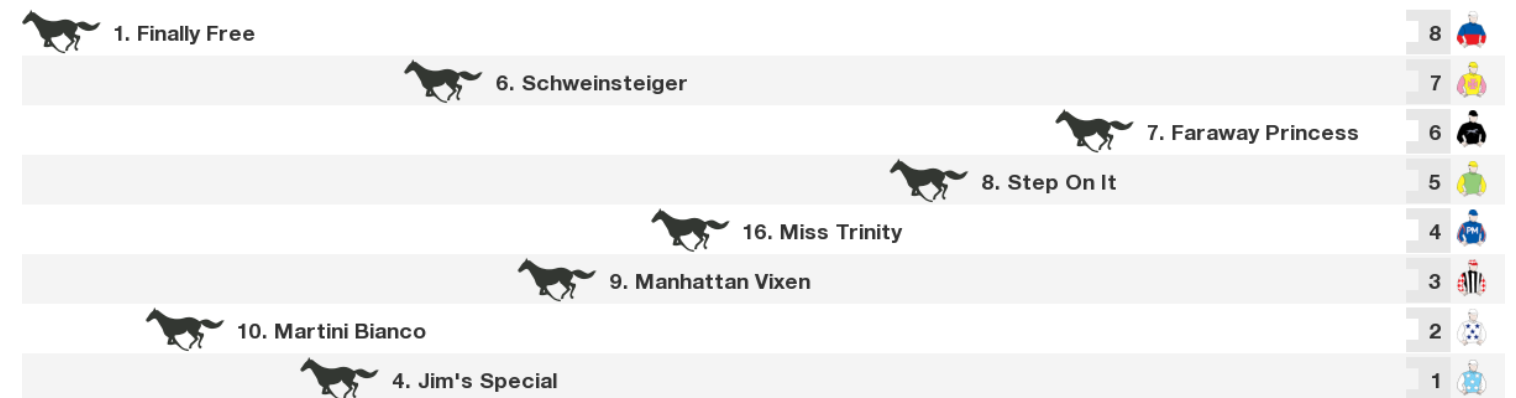 1. Finally Free 8
6. Schweinsteiger 7
7. Faraway Princess 6
8. Step On It 5
16. Miss Trinity 4 PM
9. Manhattan Vixen 3
10. Martini Bianco 2
4. Jim's Special 1